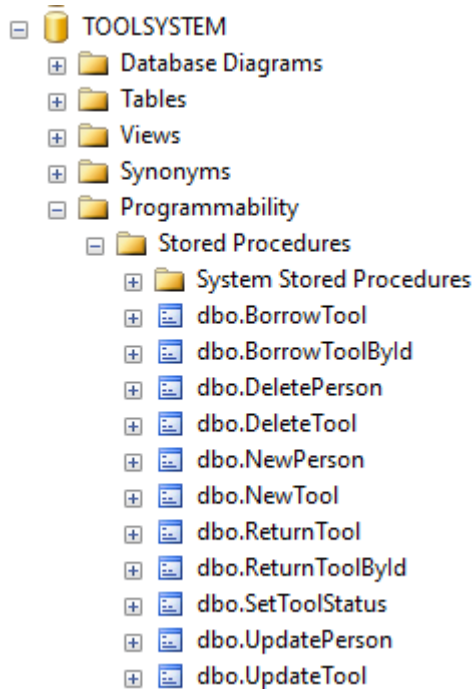 TOOLSYSTEM
Database Diagrams
Tables
Views
Synonyms
Programmability
Stored Procedures
System Stored Procedures
dbo.BorrowTool
dbo.BorrowToolById
dbo.DeletePerson
dbo.DeleteTool
dbo.NewPerson
dbo.NewTool
dbo.ReturnTool
dbo.ReturnToolById
dbo.SetToolStatus
dbo.UpdatePerson
dbo.UpdateTool